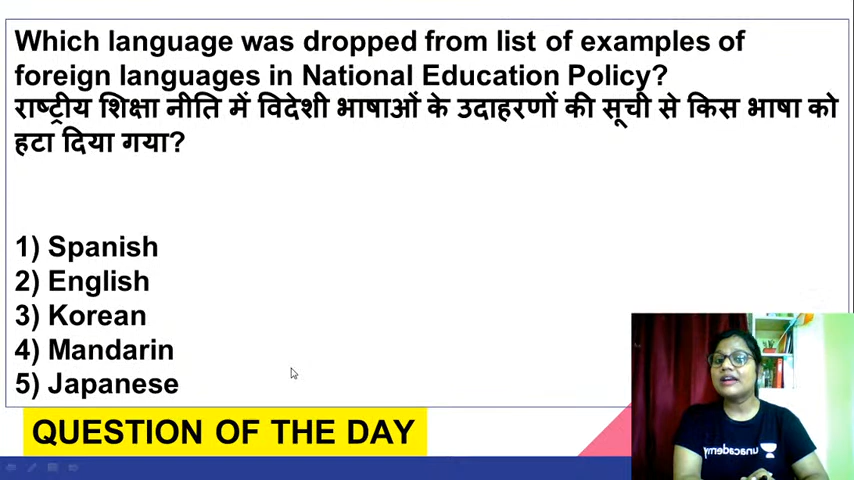 Which language was dropped from list of examples of
foreign languages in National Education Policy?
राष्ट्रीय शिक्षा नीति में विदेशी भाषाओं के उदाहरणों की सूची से किस भाषा को
हटा दिया गया?
1) Spanish
2) English
3) Korean
4) Mandarin
5) Japanese
QUESTION OF THE DAY
unacademy